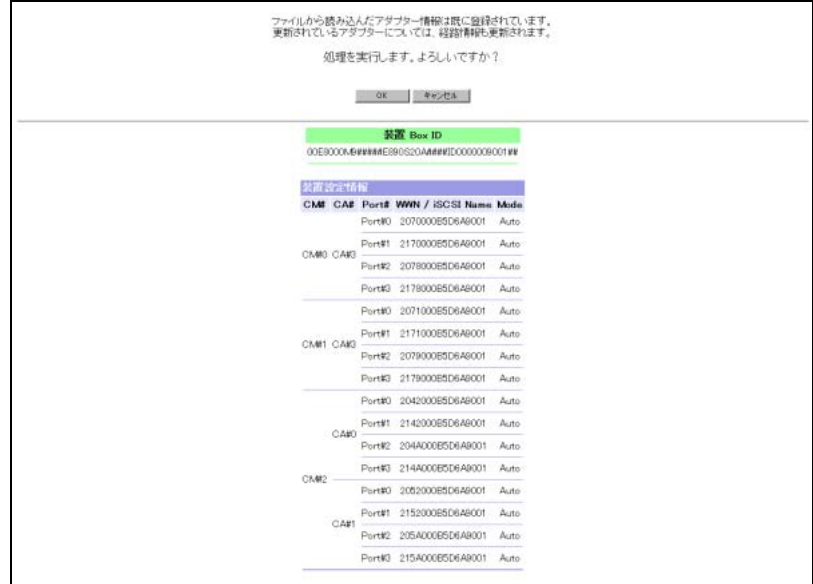 ファイルから読み込んだアダプター情報は既に登録されています。
更新されているアダプターについては、経路情報も更新されます。
処理を実行します。よろしいですか？
OK キャンセル
装置 Box ID
00E8000M9#####E890S20A####ID0000009001##
装置設定情報
CM# CA# Port# WWN / iSCSI Name Mode
CM#0 CA#3 Port#0 2070000B5D6A9001 Auto
Port#1 2170000B5D6A9001 Auto
Port#2 2078000B5D6A9001 Auto
Port#3 2178000B5D6A9001 Auto
CM#1 CA#3 Port#0 2071000B5D6A9001 Auto
Port#1 2171000B5D6A9001 Auto
Port#2 2079000B5D6A9001 Auto
Port#3 2179000B5D6A9001 Auto
CM#2 CA#0 Port#0 2042000B5D6A9001 Auto
Port#1 2142000B5D6A9001 Auto
Port#2 204A000B5D6A9001 Auto
Port#3 214A000B5D6A9001 Auto
CA#1 Port#0 2052000B5D6A9001 Auto
Port#1 2152000B5D6A9001 Auto
Port#2 205A000B5D6A9001 Auto
Port#3 215A000B5D6A9001 Auto